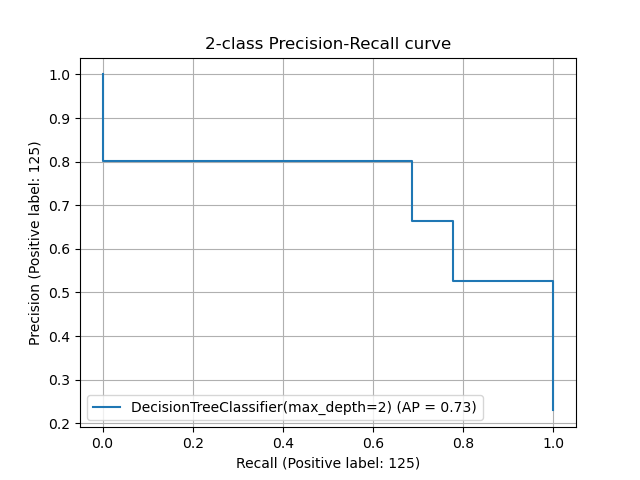 2-class Precision-Recall curve
1.0
0.9
0.8
0.7
0.6
0.5
0.4
0.3
0.2
Precision (Positive label: 125)
DecisionTreeClassifier(max_depth=2) (AP = 0.73)
0.0 0.2 0.4 0.6 0.8 1.0
Recall (Positive label: 125)